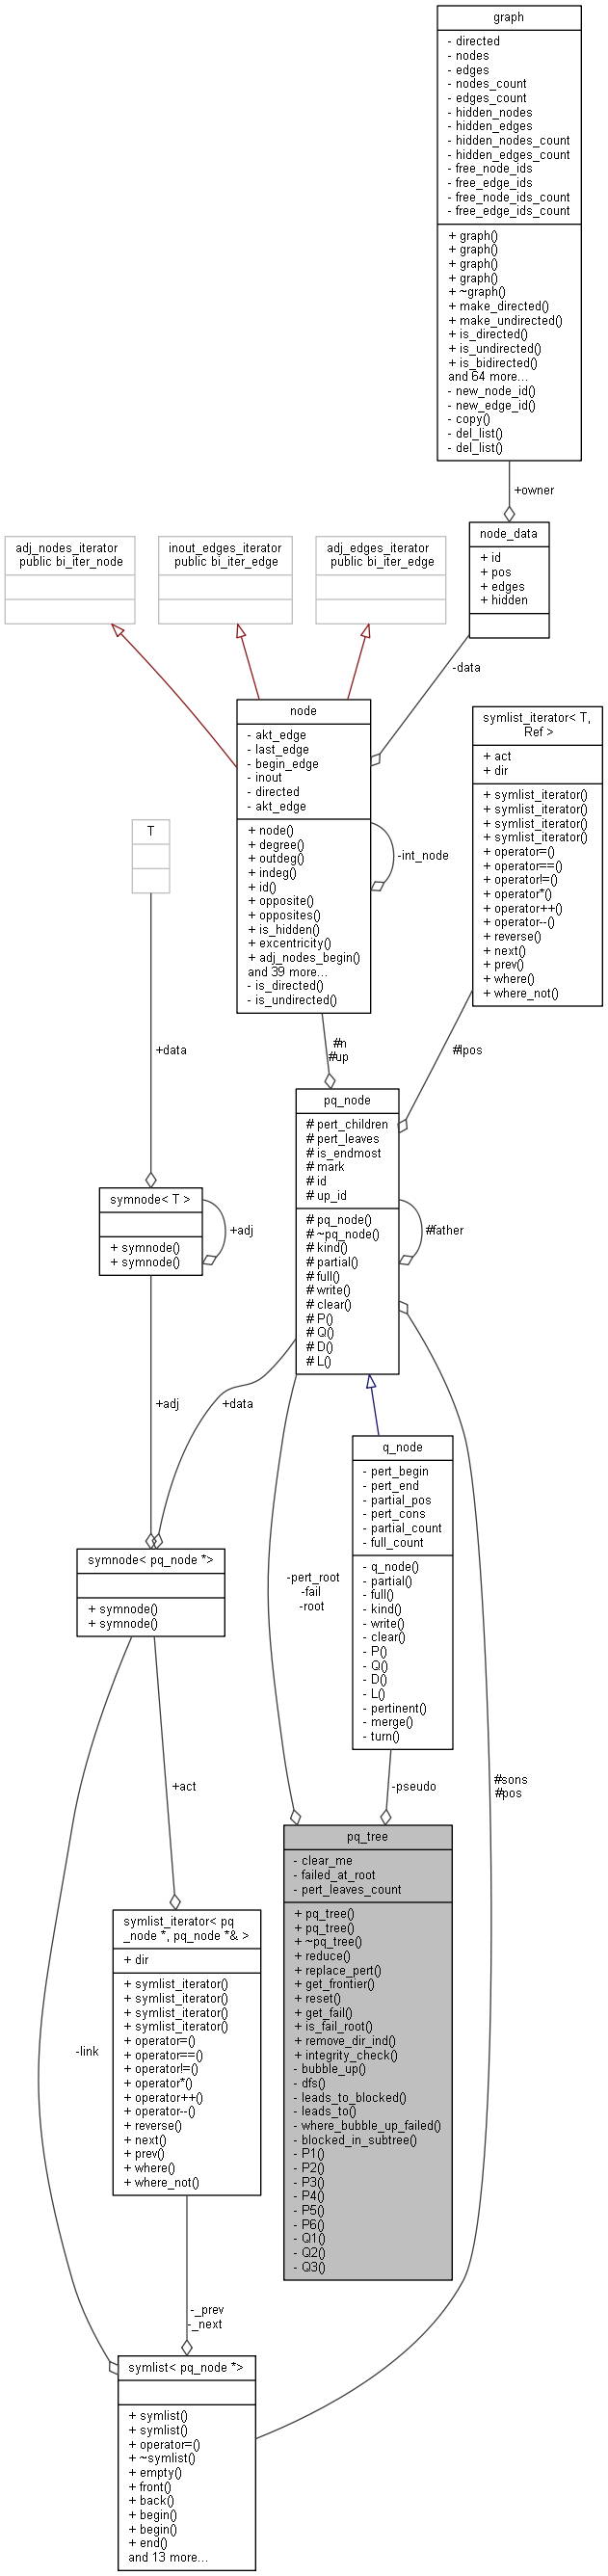 graph
- directed
- nodes
- edges
- nodes_count
- edges_count
- hidden_nodes
- hidden_edges
- hidden_nodes_count
- hidden_edges_count
- free_node_ids
- free_edge_ids
- free_node_ids_count
- free_edge_ids_count
+ graph()
+ graph()
+ graph()
+ graph()
+ ~graph()
+ make_directed()
+ make_undirected()
+ is_directed()
+ is_undirected()
+ is_bidirected()
and 64 more...
- new_node_id()
- new_edge_id()
- copy()
- del_list()
- del_list()
+owner
node_data
+ id
+ pos
+ edges
+ hidden
adj_nodes_iterator
public bi_iter_node
inout_edges_iterator
public bi_iter_edge
adj_edges_iterator
public bi_iter_edge
-data
node
- akt_edge
- last_edge
- begin_edge
- inout
- directed
- akt_edge
+ node()
+ degree()
+ outdeg()
+ indeg()
+ id()
+ opposite()
+ opposites()
+ is_hidden()
+ excentricity()
+ adj_nodes_begin()
and 39 more...
- is_directed()
- is_undirected()
-int_node
symlist_iterator< T,
Ref >
+ act
+ dir
+ symlist_iterator()
+ symlist_iterator()
+ symlist_iterator()
+ symlist_iterator()
+ operator=()
+ operator==()
+ operator!=()
+ operator*()
+ operator++()
+ operator--()
+ reverse()
+ next()
+ prev()
+ where()
+ where_not()
T
+data
#n
#up
#lpos
pq_node
# pert_children
# pert_leaves
# is_endmost
# mark
# id
# up_id
# pq_node()
# ~pq_node()
# kind()
# partial()
# full()
# write()
# clear()
# P()
# Q()
# D()
# L()
#father
symnode< T >
+ symnode()
+ symnode()
+adj
+adj
+data
q_node
- pert_begin
- pert_end
- partial_pos
- pert_cons
- partial_count
- full_count
- q_node()
- partial()
- full()
- kind()
- write()
- clear()
- P()
- Q()
- D()
- L()
- pertinent()
- merge()
- turn()
symnode< pq_node *>
+ symnode()
+ symnode()
-pert_root
-fail
-root
+act
-pseudo
#sons
#pos
pq_tree
- clear_me
- failed_at_root
- pert_leaves_count
+ pq_tree()
+ pq_tree()
+ ~pq_tree()
+ reduce()
+ replace_pert()
+ get_frontier()
+ reset()
+ get_fail()
+ is_fail_root()
+ remove_dir_ind()
+ integrity_check()
- bubble_up()
- dfs()
- leads_to_blocked()
- leads_to()
- where_bubble_up_failed()
- blocked_in_subtree()
- P1()
- P2()
- P3()
- P4()
- P5()
- P6()
- Q1()
- Q2()
- Q3()
symlist_iterator< pq
_node *, pq_node *& >
+ dir
+ symlist_iterator()
+ symlist_iterator()
+ symlist_iterator()
+ symlist_iterator()
+ operator=()
+ operator==()
+ operator!=()
+ operator*()
+ operator++()
+ operator--()
+ reverse()
+ next()
+ prev()
+ where()
+ where_not()
-link
-_prev
-_next
symlist< pq_node *>
+ symlist()
+ symlist()
+ operator=()
+ ~symlist()
+ empty()
+ front()
+ back()
+ begin()
+ begin()
+ end()
and 13 more...